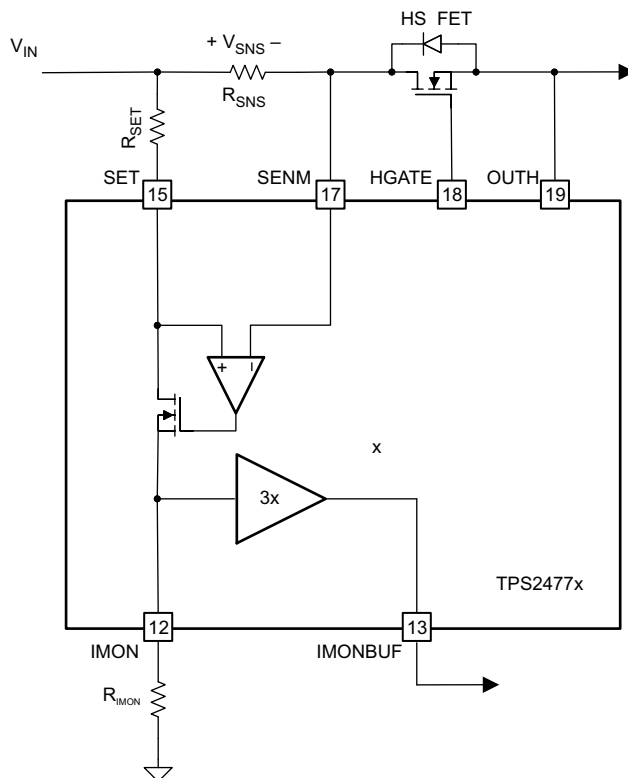 HS FET
+ VSNS –
VIN
RSNS
RSET
SET
SENM
HGATE
OUTH
15
17
18
19
+
–
x
3x
TPS2477x
12
13
IMON
IMONBUF
RIMON